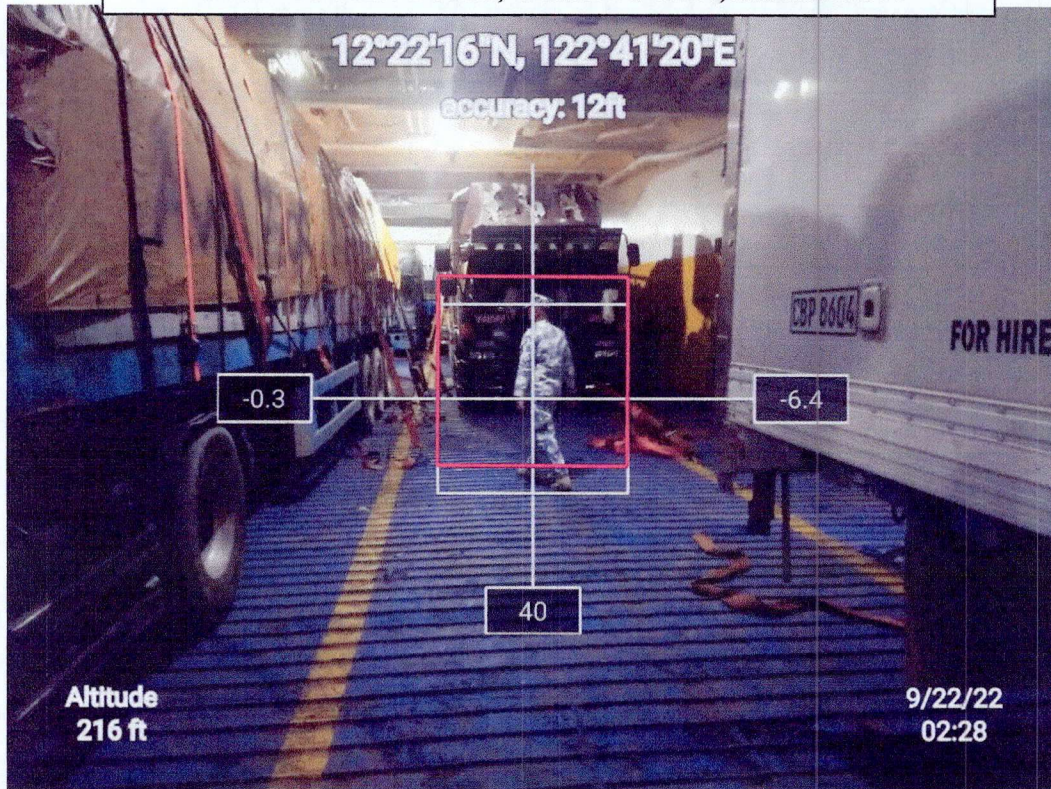 12°22'16"N, 122°41'20"E
accuracy: 12ft
CBP 8604
FOR HIRE
-0.3
-6.4
40
Altitude
216 ft
9/22/22
02:28